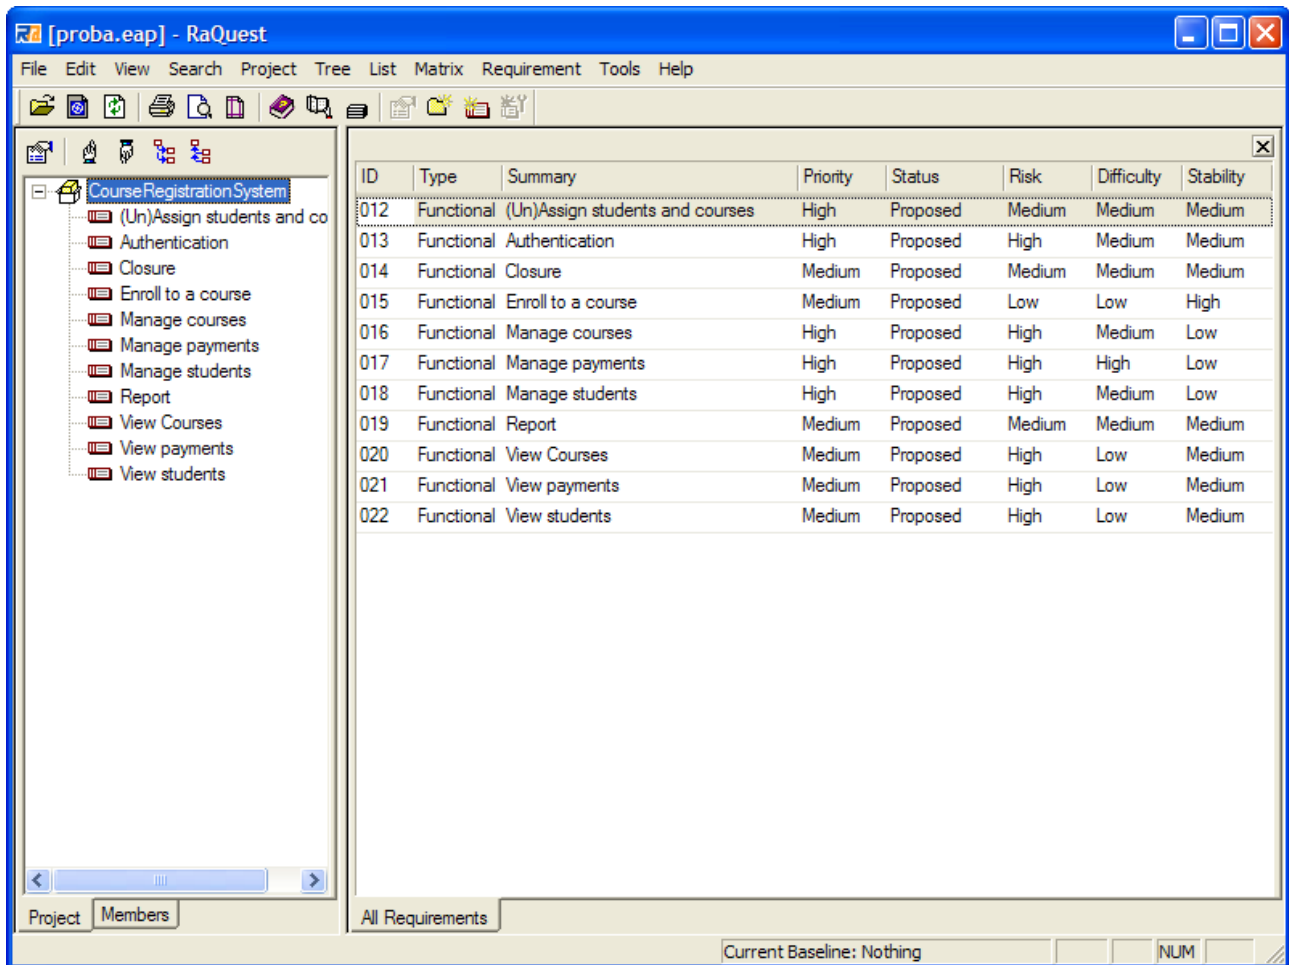 [proba.eap] - RaQuest
File Edit View Search Project Tree List Matrix Requirement Tools Help
CourseRegistrationSystem
(Un)Assign students and co
Authentication
Closure
Enroll to a course
Manage courses
Manage payments
Manage students
Report
View Courses
View payments
View students
Project Members
ID Type Summary Priority Status Risk Difficulty Stability
012 Functional (Un)Assign students and courses High Proposed Medium Medium Medium
013 Functional Authentication High Proposed High Medium Medium
014 Functional Closure Medium Proposed Medium Medium Medium
015 Functional Enroll to a course Medium Proposed Low Low High
016 Functional Manage courses High Proposed High Medium Low
017 Functional Manage payments High Proposed High High Low
018 Functional Manage students High Proposed High Medium Low
019 Functional Report Medium Proposed Medium Medium Medium
020 Functional View Courses Medium Proposed High Low Medium
021 Functional View payments Medium Proposed High Low Medium
022 Functional View students Medium Proposed High Low Medium
All Requirements
Current Baseline: Nothing NUM